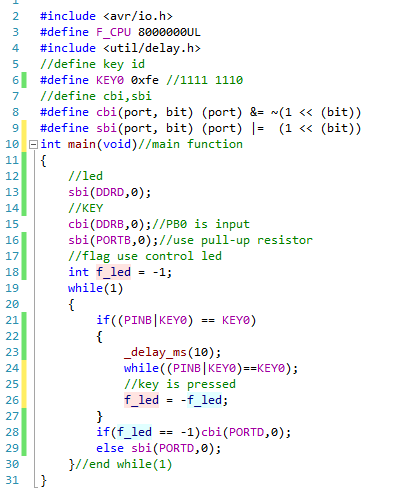 1
2 #include <avr/io.h>
3 #define F_CPU 8000000UL
4 #include <util/delay.h>
5 //define key id
6 #define KEY0 0xfe //1111 1110
7 //define cbi,sbi
8 #define cbi(port, bit) (port) &= ~(1 << (bit))
9 #define sbi(port, bit) (port) |=  (1 << (bit))
10 int main(void)//main function
11 {
12     //led
13     sbi(DDRD,0);
14     //KEY
15     cbi(DDRB,0);//PB0 is input
16     sbi(PORTB,0);//use pull-up resistor
17     //flag use control led
18     int f_led = -1;
19     while(1)
20     {
21         if((PINB|KEY0) == KEY0)
22         {
23             _delay_ms(10);
24             while((PINB|KEY0)==KEY0);
25             //key is pressed
26             f_led = -f_led;
27         }
28         if(f_led == -1)cbi(PORTD,0);
29         else sbi(PORTD,0);
30     }//end while(1)
31 }